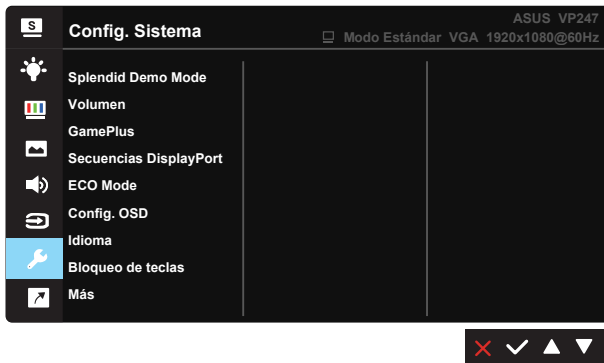 S
Config. Sistema
ASUS VP247
Modo Estándar VGA 1920x1080@60Hz
Splendid Demo Mode
Volumen
GamePlus
Secuencias DisplayPort
ECO Mode
Config. OSD
Idioma
Bloqueo de teclas
Más